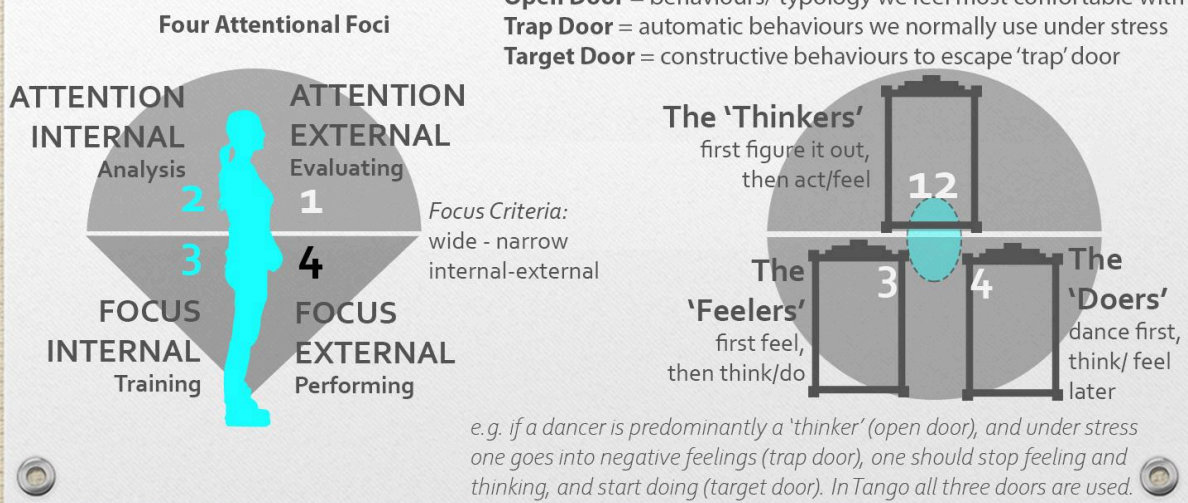 Four Attentional Foci
ATTENTION
INTERNAL
Analysis
2
ATTENTION
EXTERNAL
Evaluating
1
3
4
FOCUS
INTERNAL
Training
FOCUS
EXTERNAL
Performing
Focus Criteria:
wide - narrow
internal-external
Open Door = behaviours/ typology we feel most comfortable with
Trap Door = automatic behaviours we normally use under stress
Target Door = constructive behaviours to escape ‘trap’ door
The ‘Thinkers’
first figure it out,
then act/feel
12
The
‘Feelers’
first feel,
then think/do
3
4
The
‘Doers’
dance first,
think/ feel
later
e.g. if a dancer is predominantly a ‘thinker’ (open door), and under stress
one goes into negative feelings (trap door), one should stop feeling and
thinking, and start doing (target door). In Tango all three doors are used.